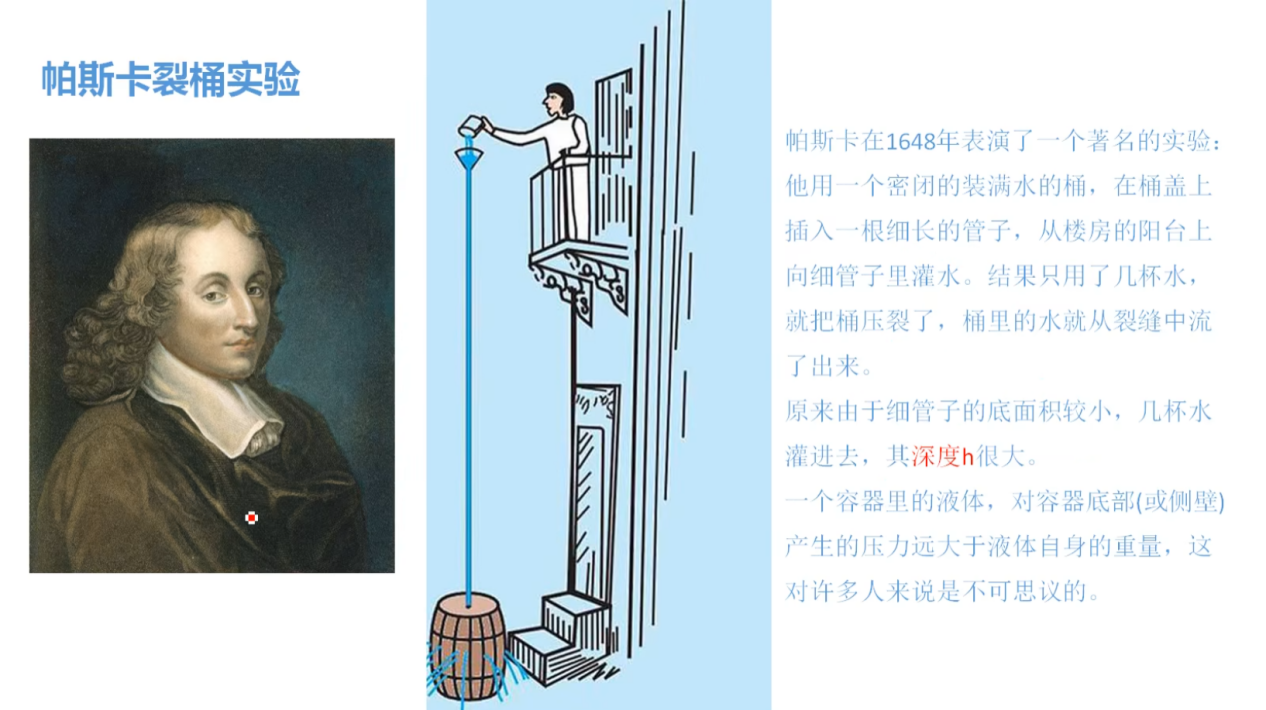 帕斯卡裂桶实验
帕斯卡在1648年表演了一个著名的实验：
他用一个密闭的装满水的桶，在桶盖上
插入一根细长的管子，从楼房的阳台上
向细管子里灌水。结果只用了几杯水，
就把桶压裂了，桶里的水就从裂缝中流
了出来。
原来由于细管子的底面积较小，几杯水
灌进去，其深度h很大。
一个容器里的液体，对容器底部(或侧壁)
产生的压力远大于液体自身的重量，这
对许多人来说是不可思议的。